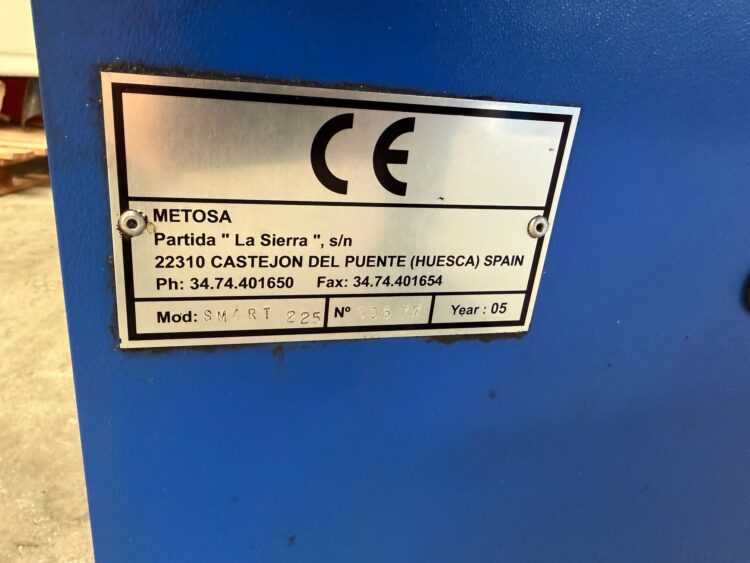 CE
METOSA
Partida " La Sierra ", s/n
22310 CASTEJON DEL PUENTE (HUESCA) SPAIN
Ph: 34.74.401650 Fax: 34.74.401654
Mod: SMART 225 Nº Year : 05